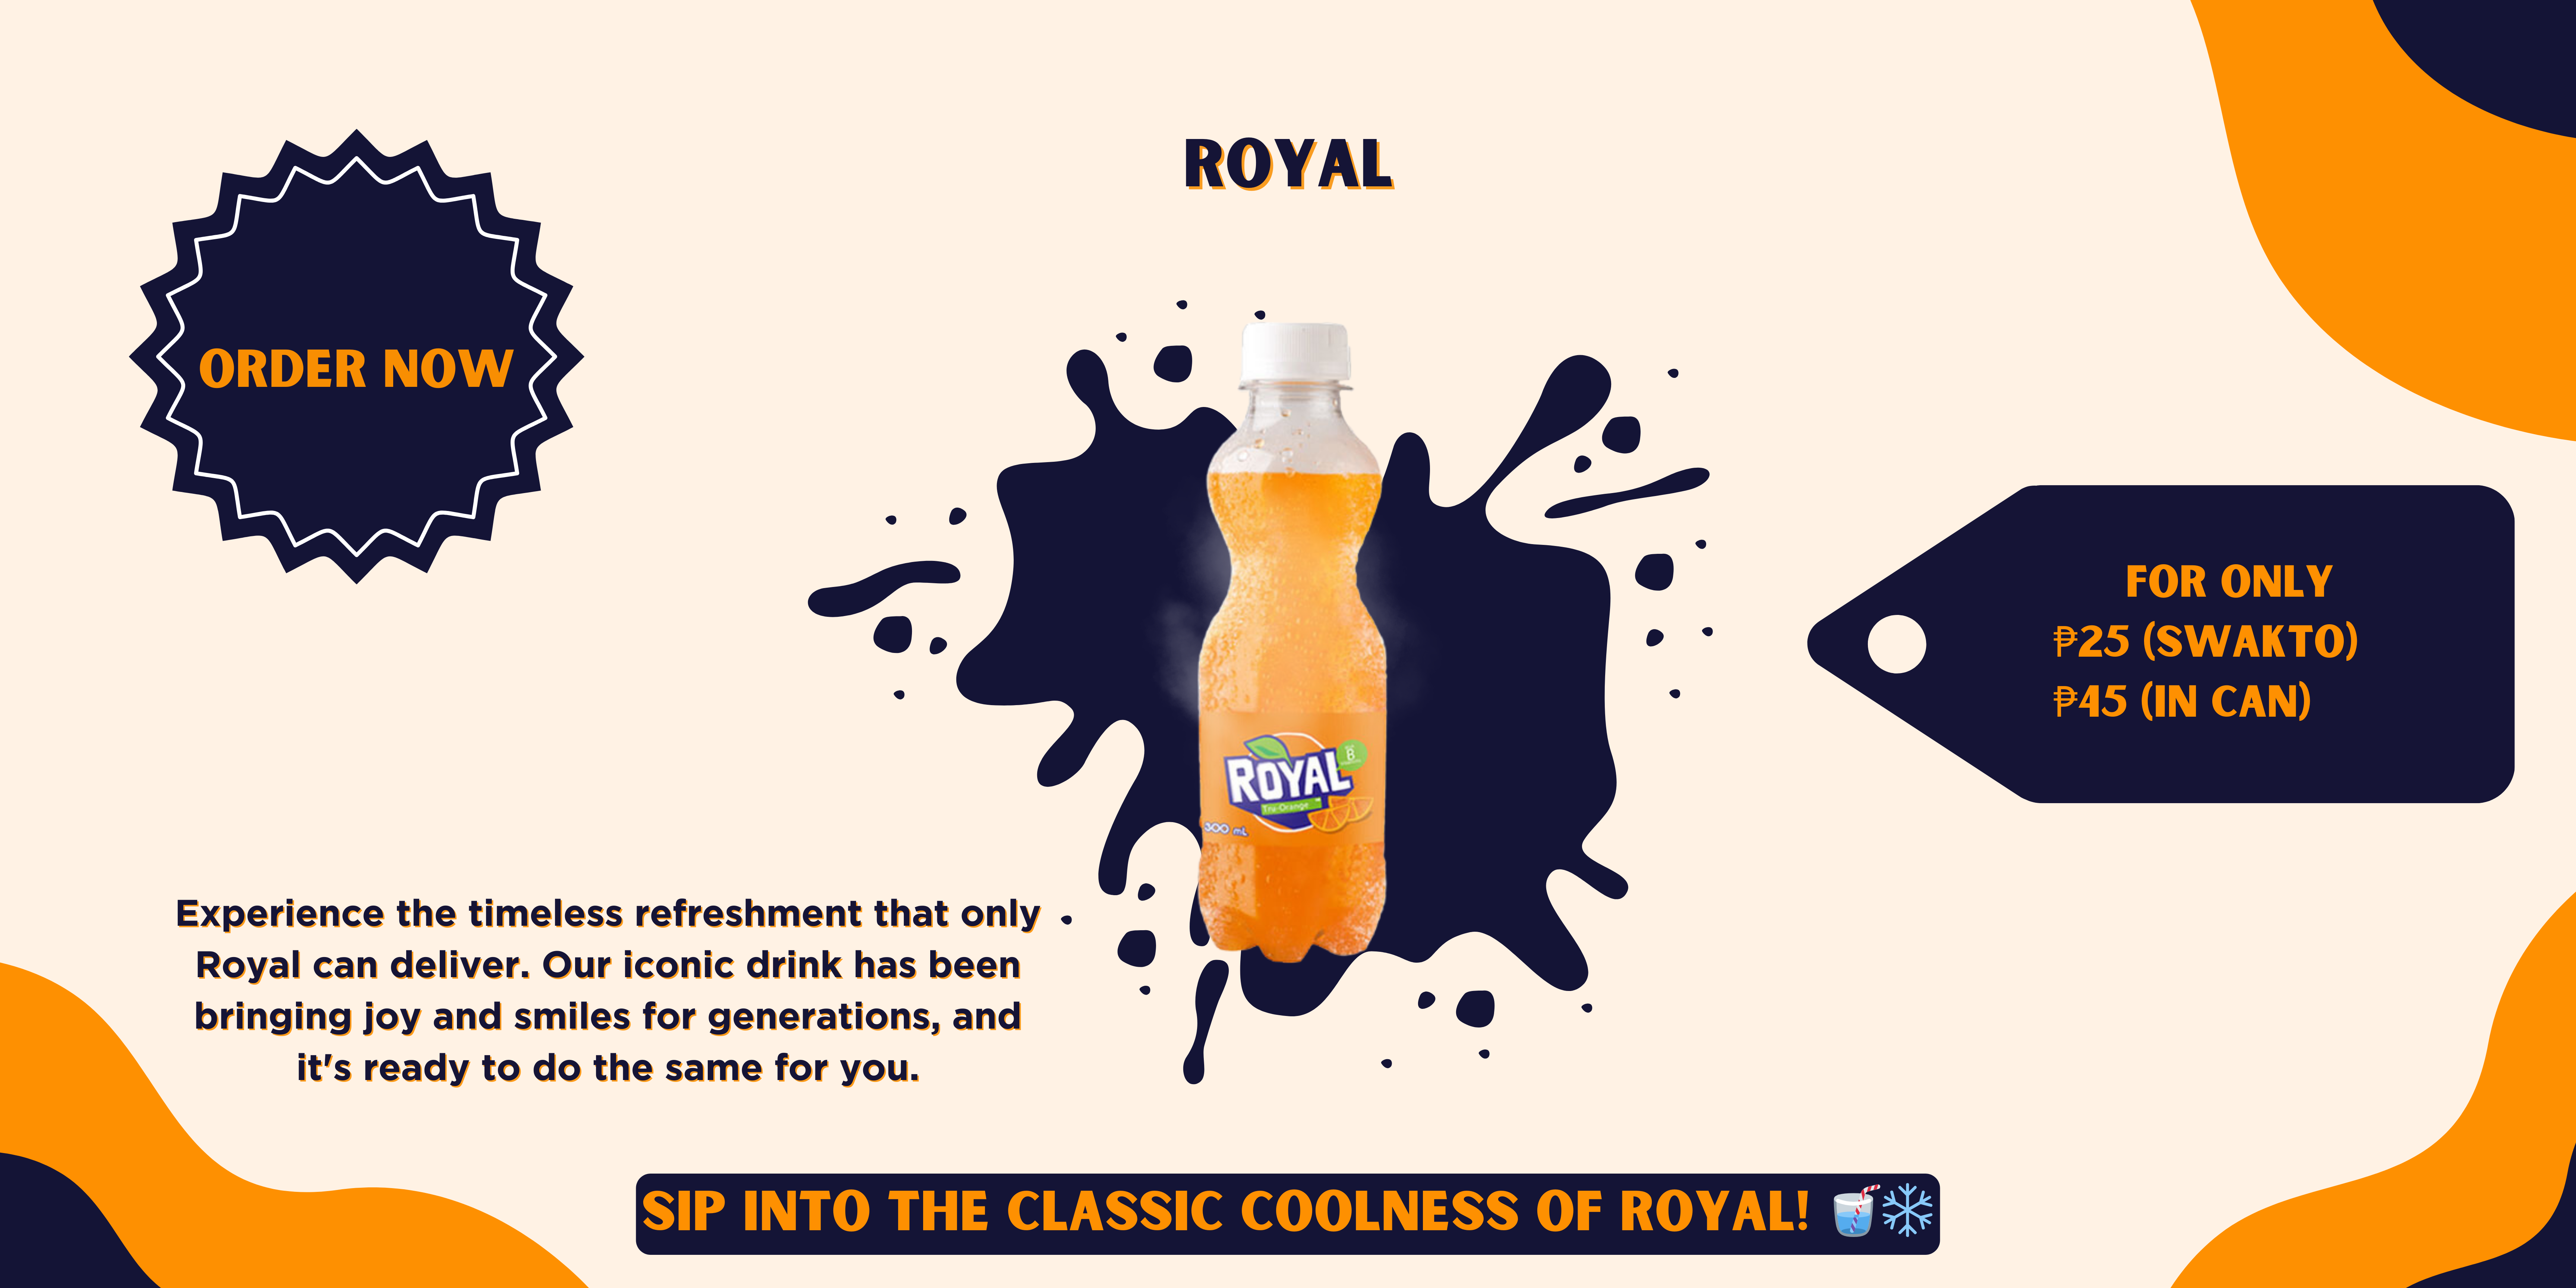 ROYAL
ORDER NOW
FOR ONLY
₱25 (SWAKTO)
₱45 (IN CAN)
ROYAL
Tru-Orange
B
300 mL
Experience the timeless refreshment that only
Royal can deliver. Our iconic drink has been
bringing joy and smiles for generations, and
it's ready to do the same for you.
SIP INTO THE CLASSIC COOLNESS OF ROYAL! 🥤❄️